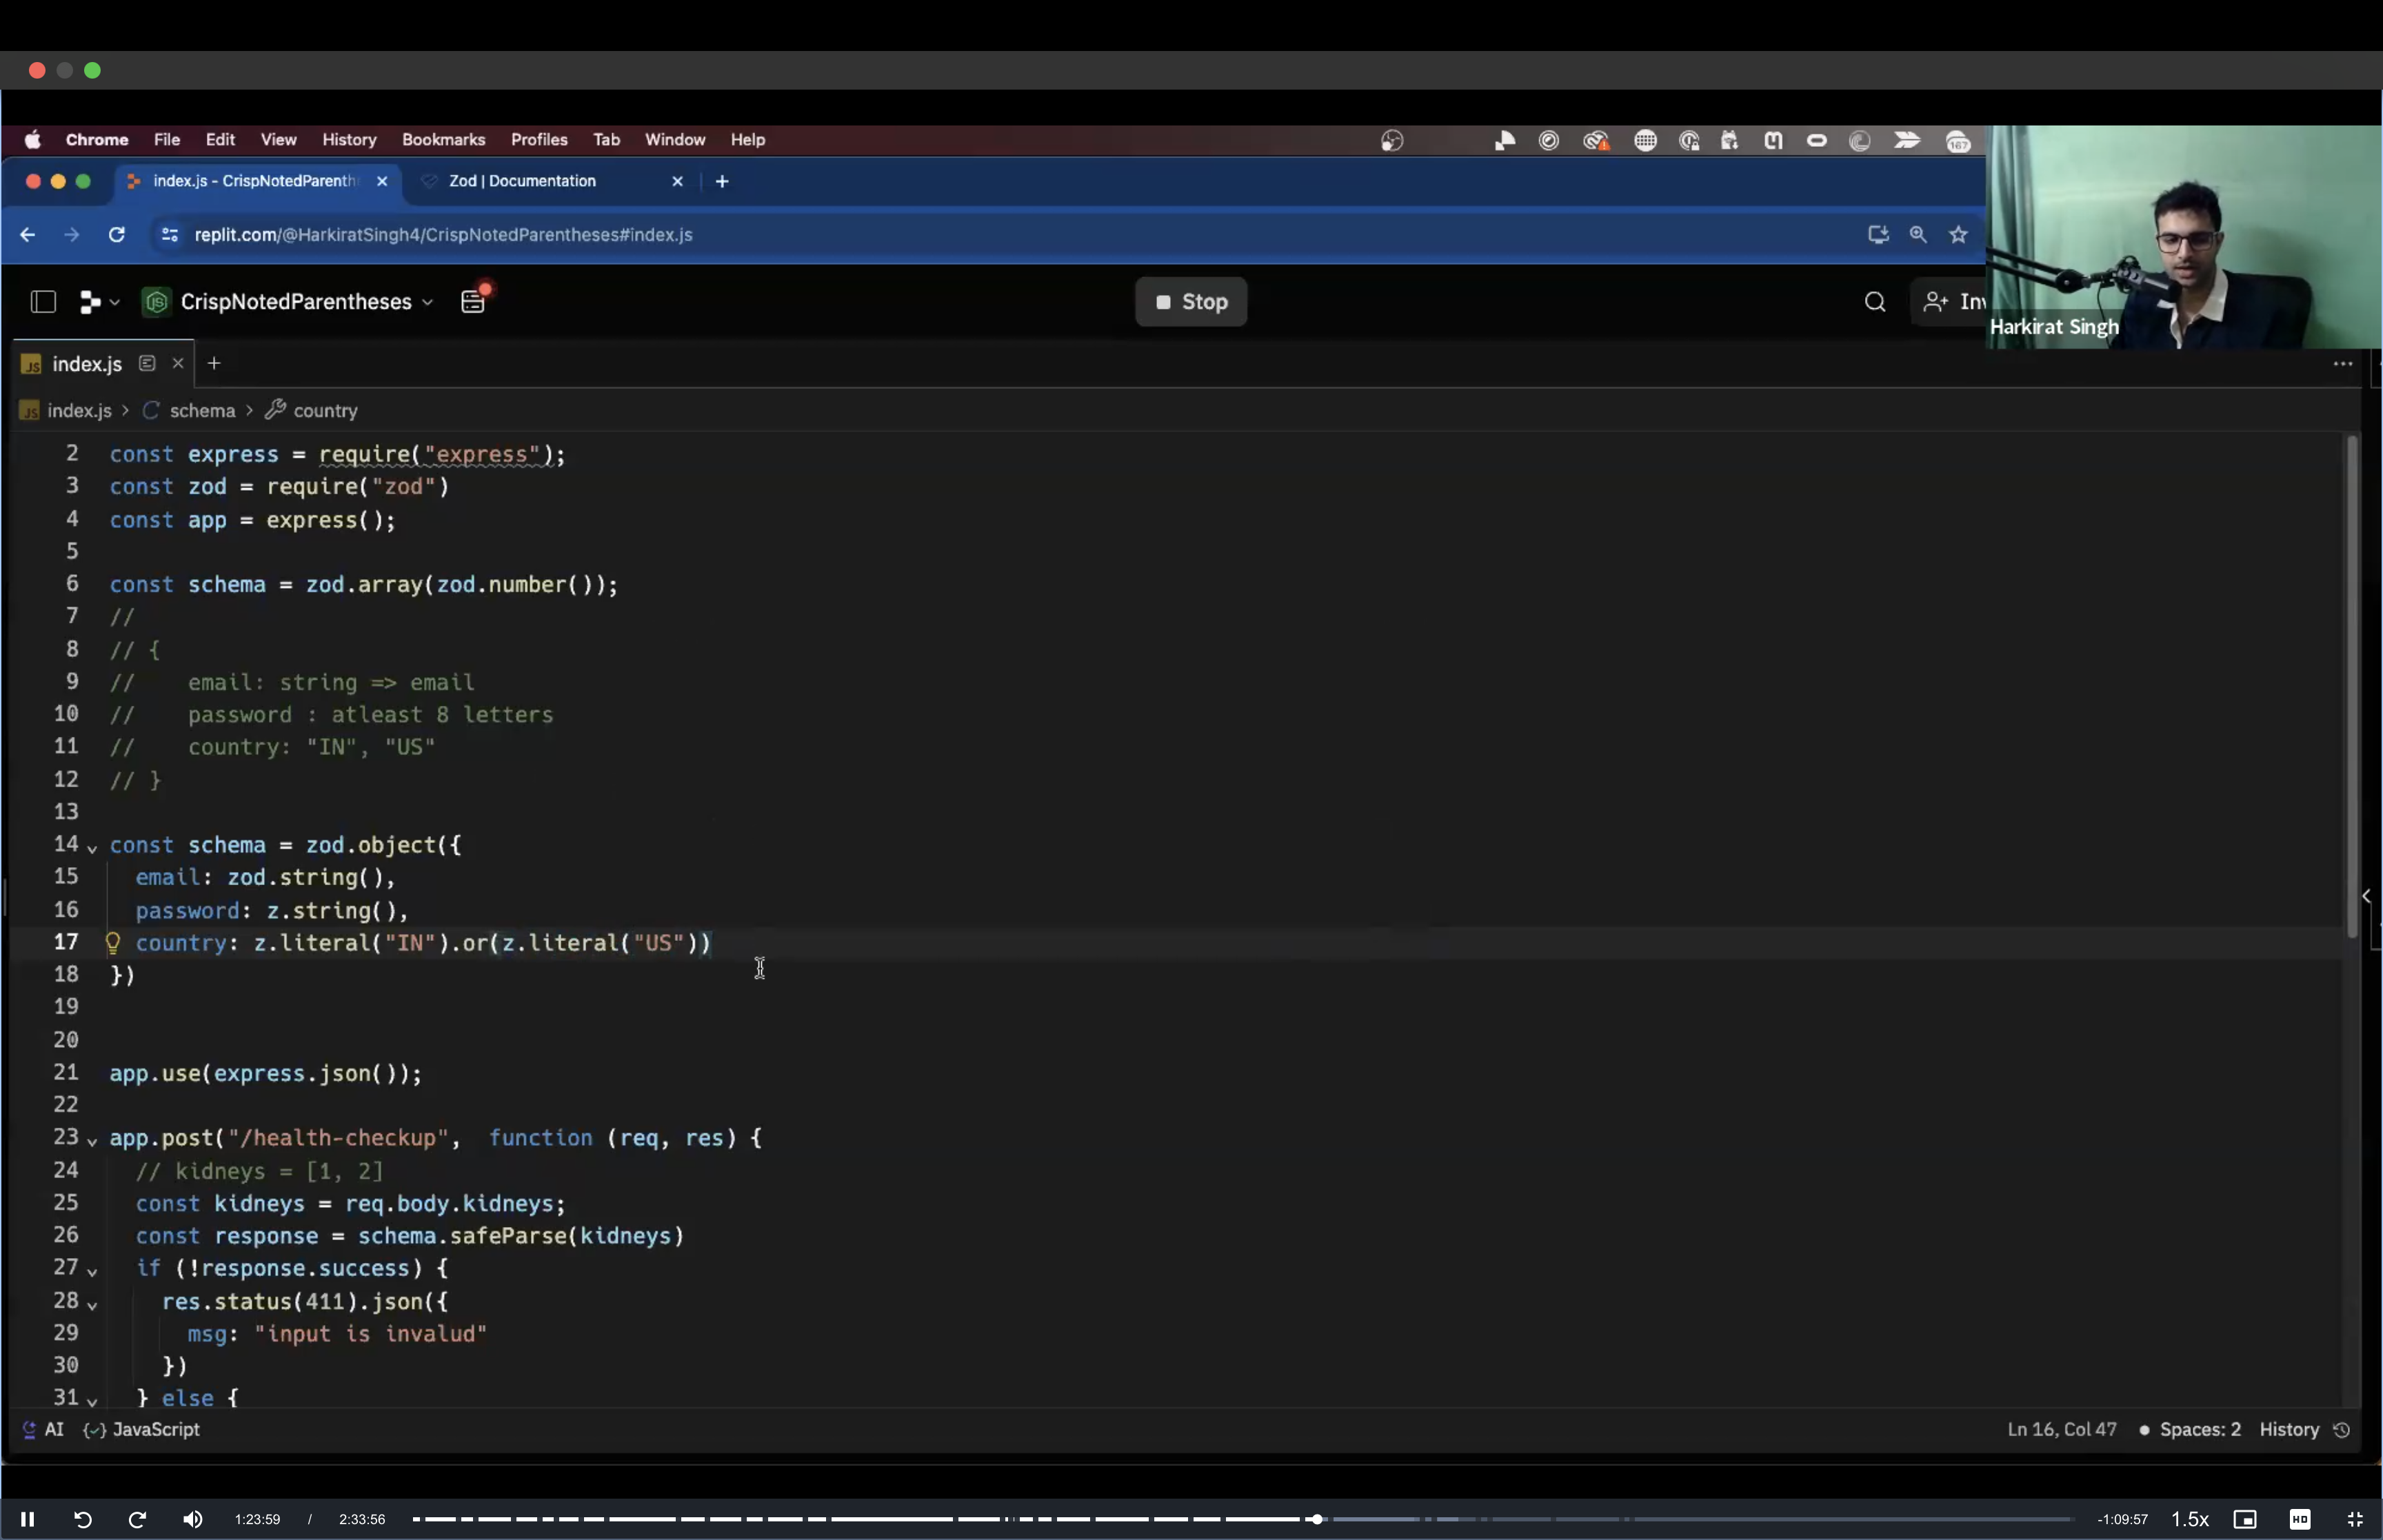 Chrome File Edit View History Bookmarks Profiles Tab Window Help
167
index.js - CrispNotedParenth
Zod | Documentation
replit.com/@HarkiratSingh4/CrispNotedParentheses#index.js
CrispNotedParentheses
Stop
Inv
Harkirat Singh
JS index.js
JS index.js > schema > country
2 const express = require("express");
3 const zod = require("zod")
4 const app = express();
5
6 const schema = zod.array(zod.number());
7 //
8 // {
9 //    email: string => email
10 //    password : atleast 8 letters
11 //    country: "IN", "US"
12 // }
13
14 const schema = zod.object({
15   email: zod.string(),
16   password: z.string(),
17   country: z.literal("IN").or(z.literal("US"))
18 })
19
20
21 app.use(express.json());
22
23 app.post("/health-checkup",  function (req, res) {
24   // kidneys = [1, 2]
25   const kidneys = req.body.kidneys;
26   const response = schema.safeParse(kidneys)
27   if (!response.success) {
28     res.status(411).json({
29       msg: "input is invalud"
30     })
31   } else {
AI {✓} JavaScript
Ln 16, Col 47 • Spaces: 2 History
1:23:59 / 2:33:56
-1:09:57 1.5x HD